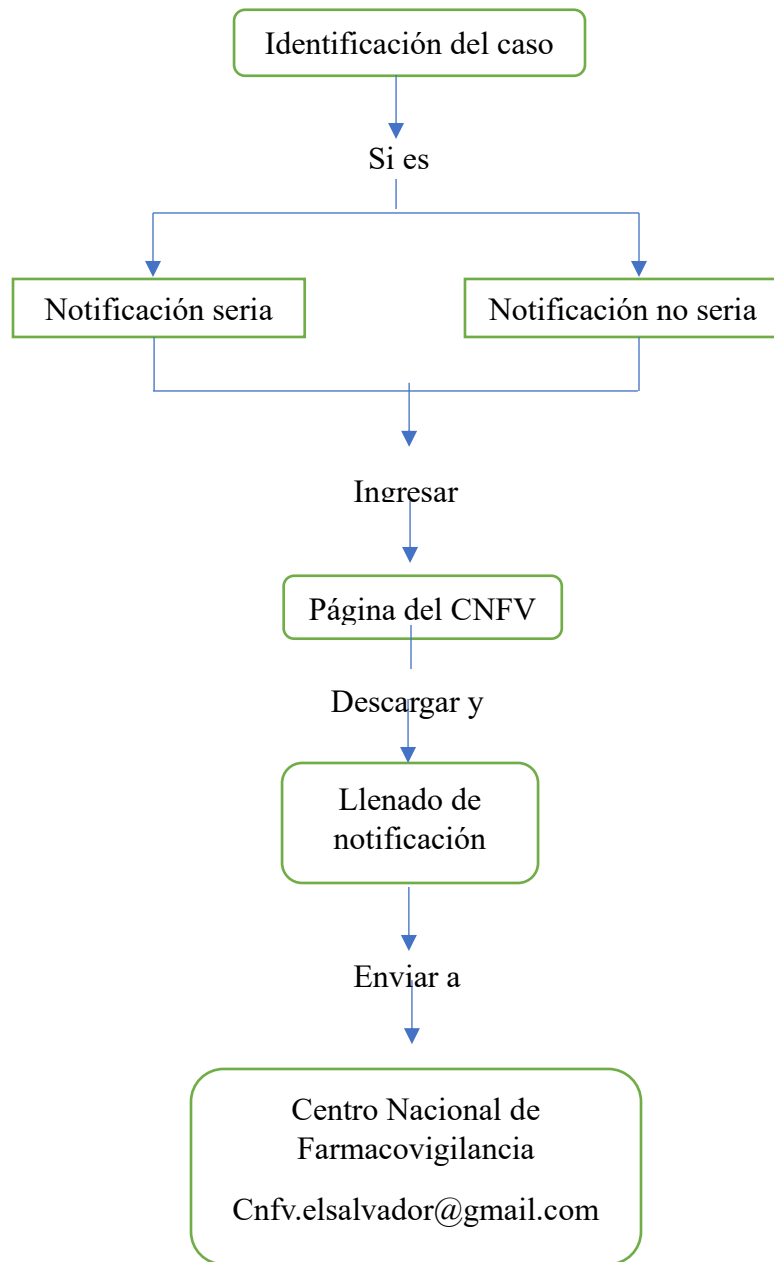 Identificación del caso
Si es
Notificación seria
Notificación no seria
Ingresar
Página del CNFV
Descargar y
Llenado de
notificación
Enviar a
Centro Nacional de
Farmacovigilancia
Cnfv.elsalvador@gmail.com